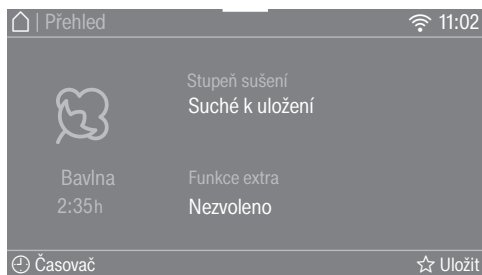 | Přehled
11:02
Stupeň sušení
Suché k uložení
Bavlna
2:35h
Funkce extra
Nezvoleno
Časovač
Uložit